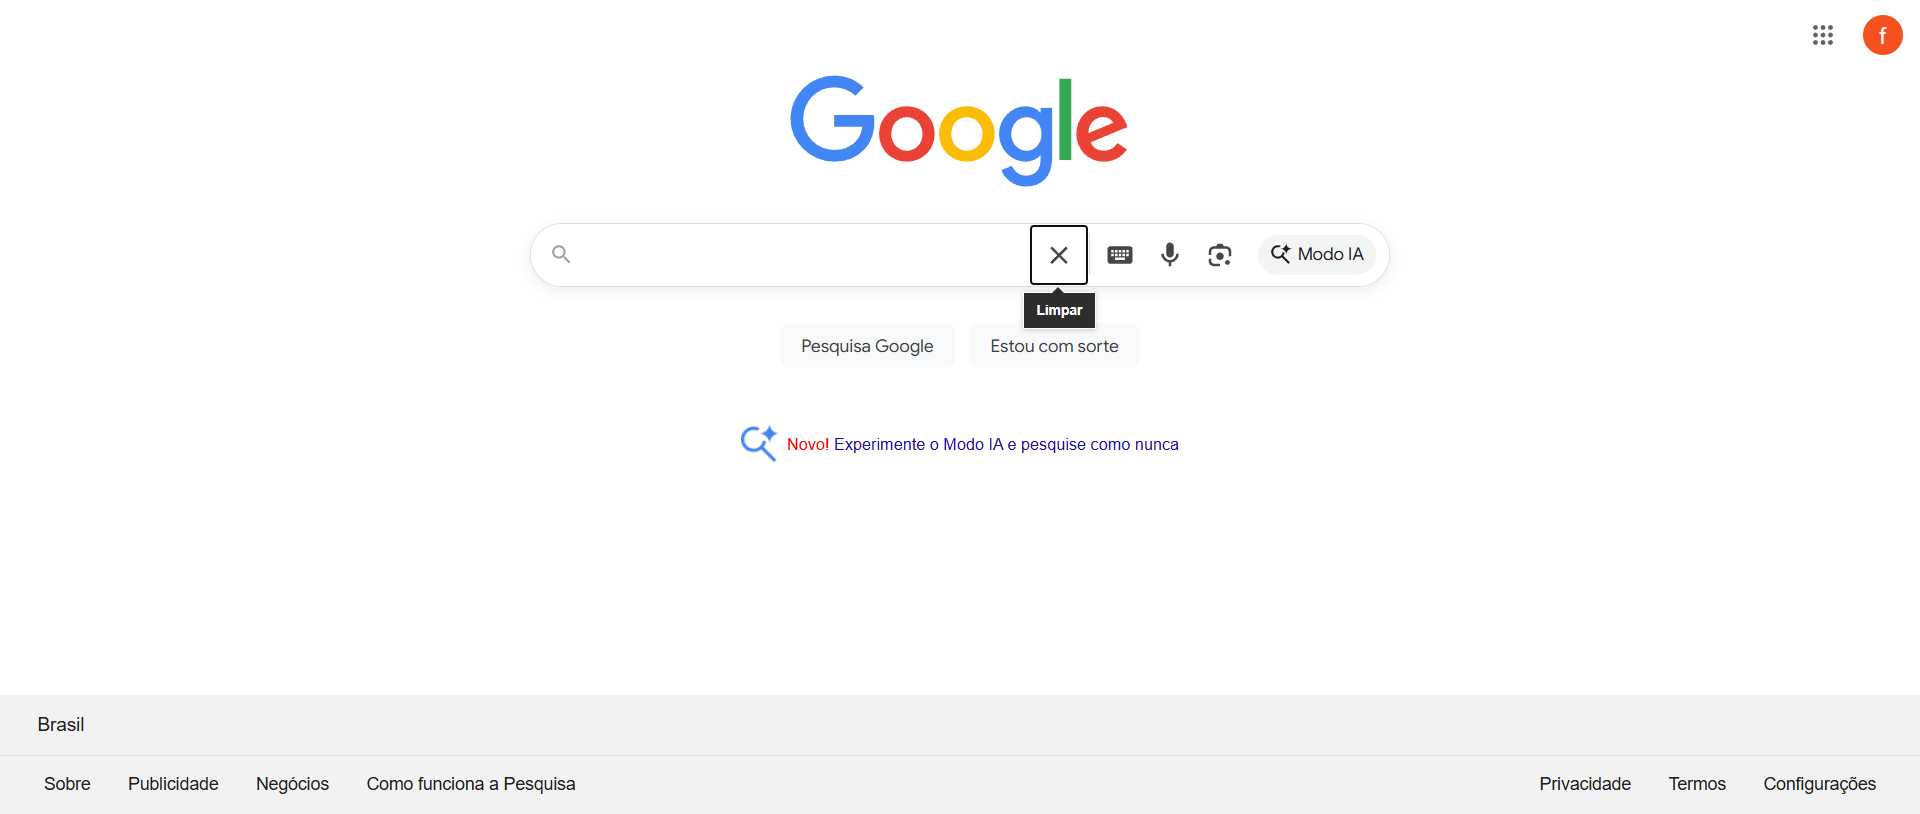 f
Google
Modo IA
Limpar
Pesquisa Google
Estou com sorte
Novo! Experimente o Modo IA e pesquise como nunca
Brasil
Sobre
Publicidade
Negócios
Como funciona a Pesquisa
Privacidade
Termos
Configurações